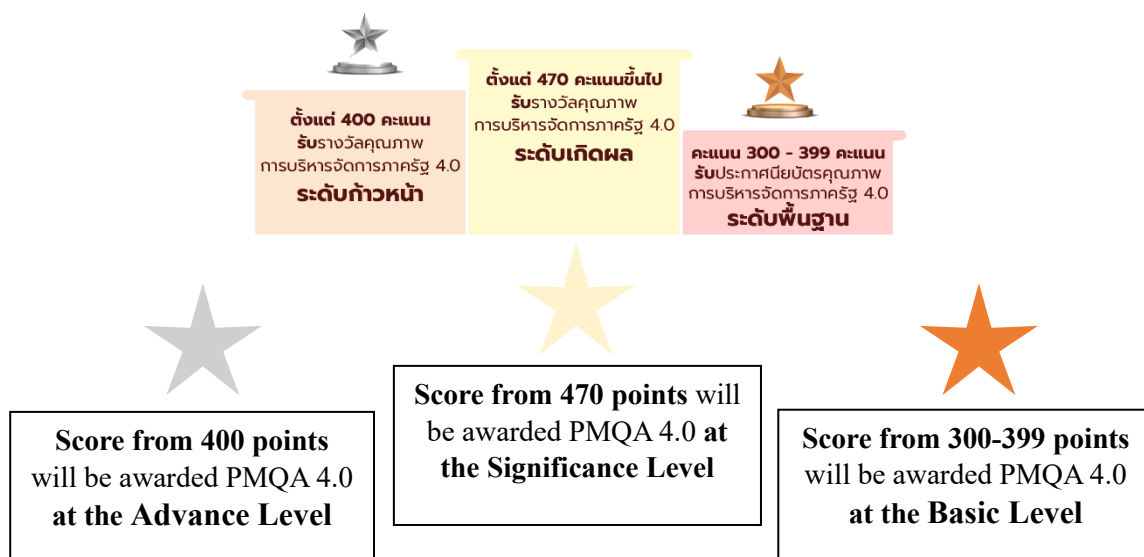 ตั้งแต่ 400 คะแนน
รับรางวัลคุณภาพ
การบริหารจัดการภาครัฐ 4.0
ระดับก้าวหน้า
ตั้งแต่ 470 คะแนนขึ้นไป
รับรางวัลคุณภาพ
การบริหารจัดการภาครัฐ 4.0
ระดับเกิดผล
คะแนน 300 - 399 คะแนน
รับประกาศนียบัตรคุณภาพ
การบริหารจัดการภาครัฐ 4.0
ระดับพื้นฐาน
Score from 400 points
will be awarded PMQA 4.0
at the Advance Level
Score from 470 points will
be awarded PMQA 4.0 at
the Significance Level
Score from 300-399 points
will be awarded PMQA 4.0
at the Basic Level